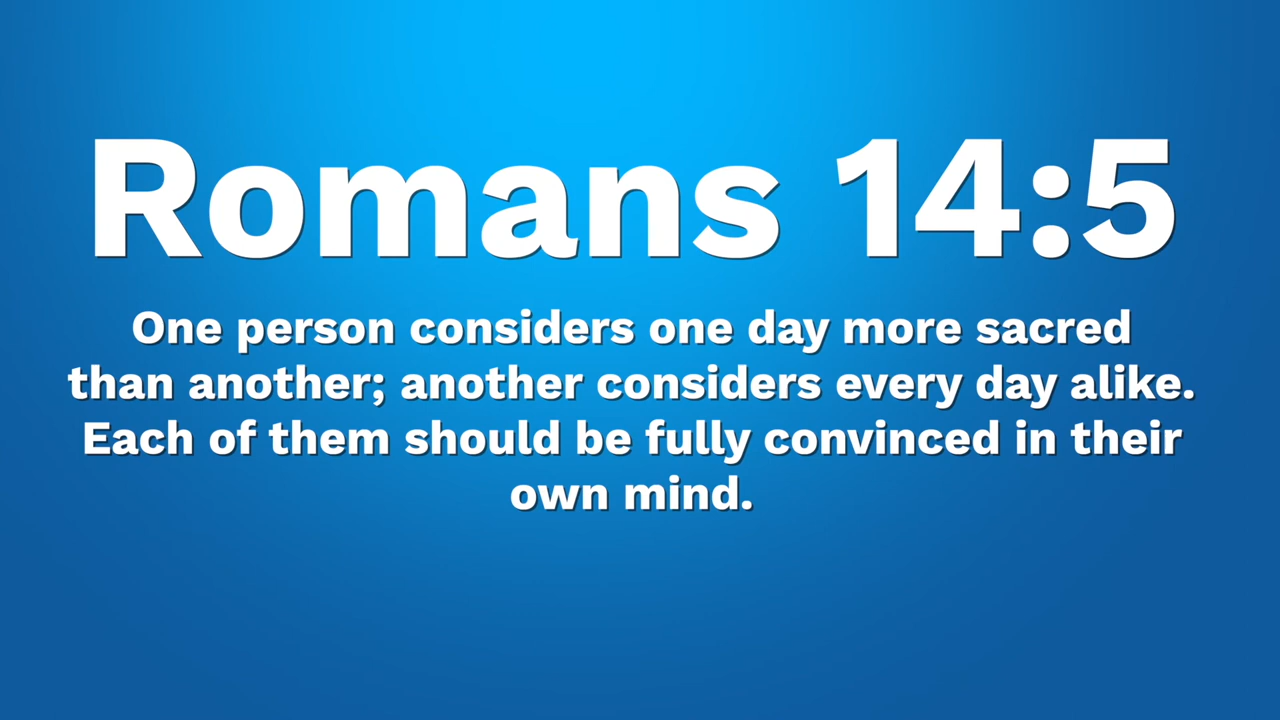 Romans 14:5
One person considers one day more sacred
than another; another considers every day alike.
Each of them should be fully convinced in their
own mind.